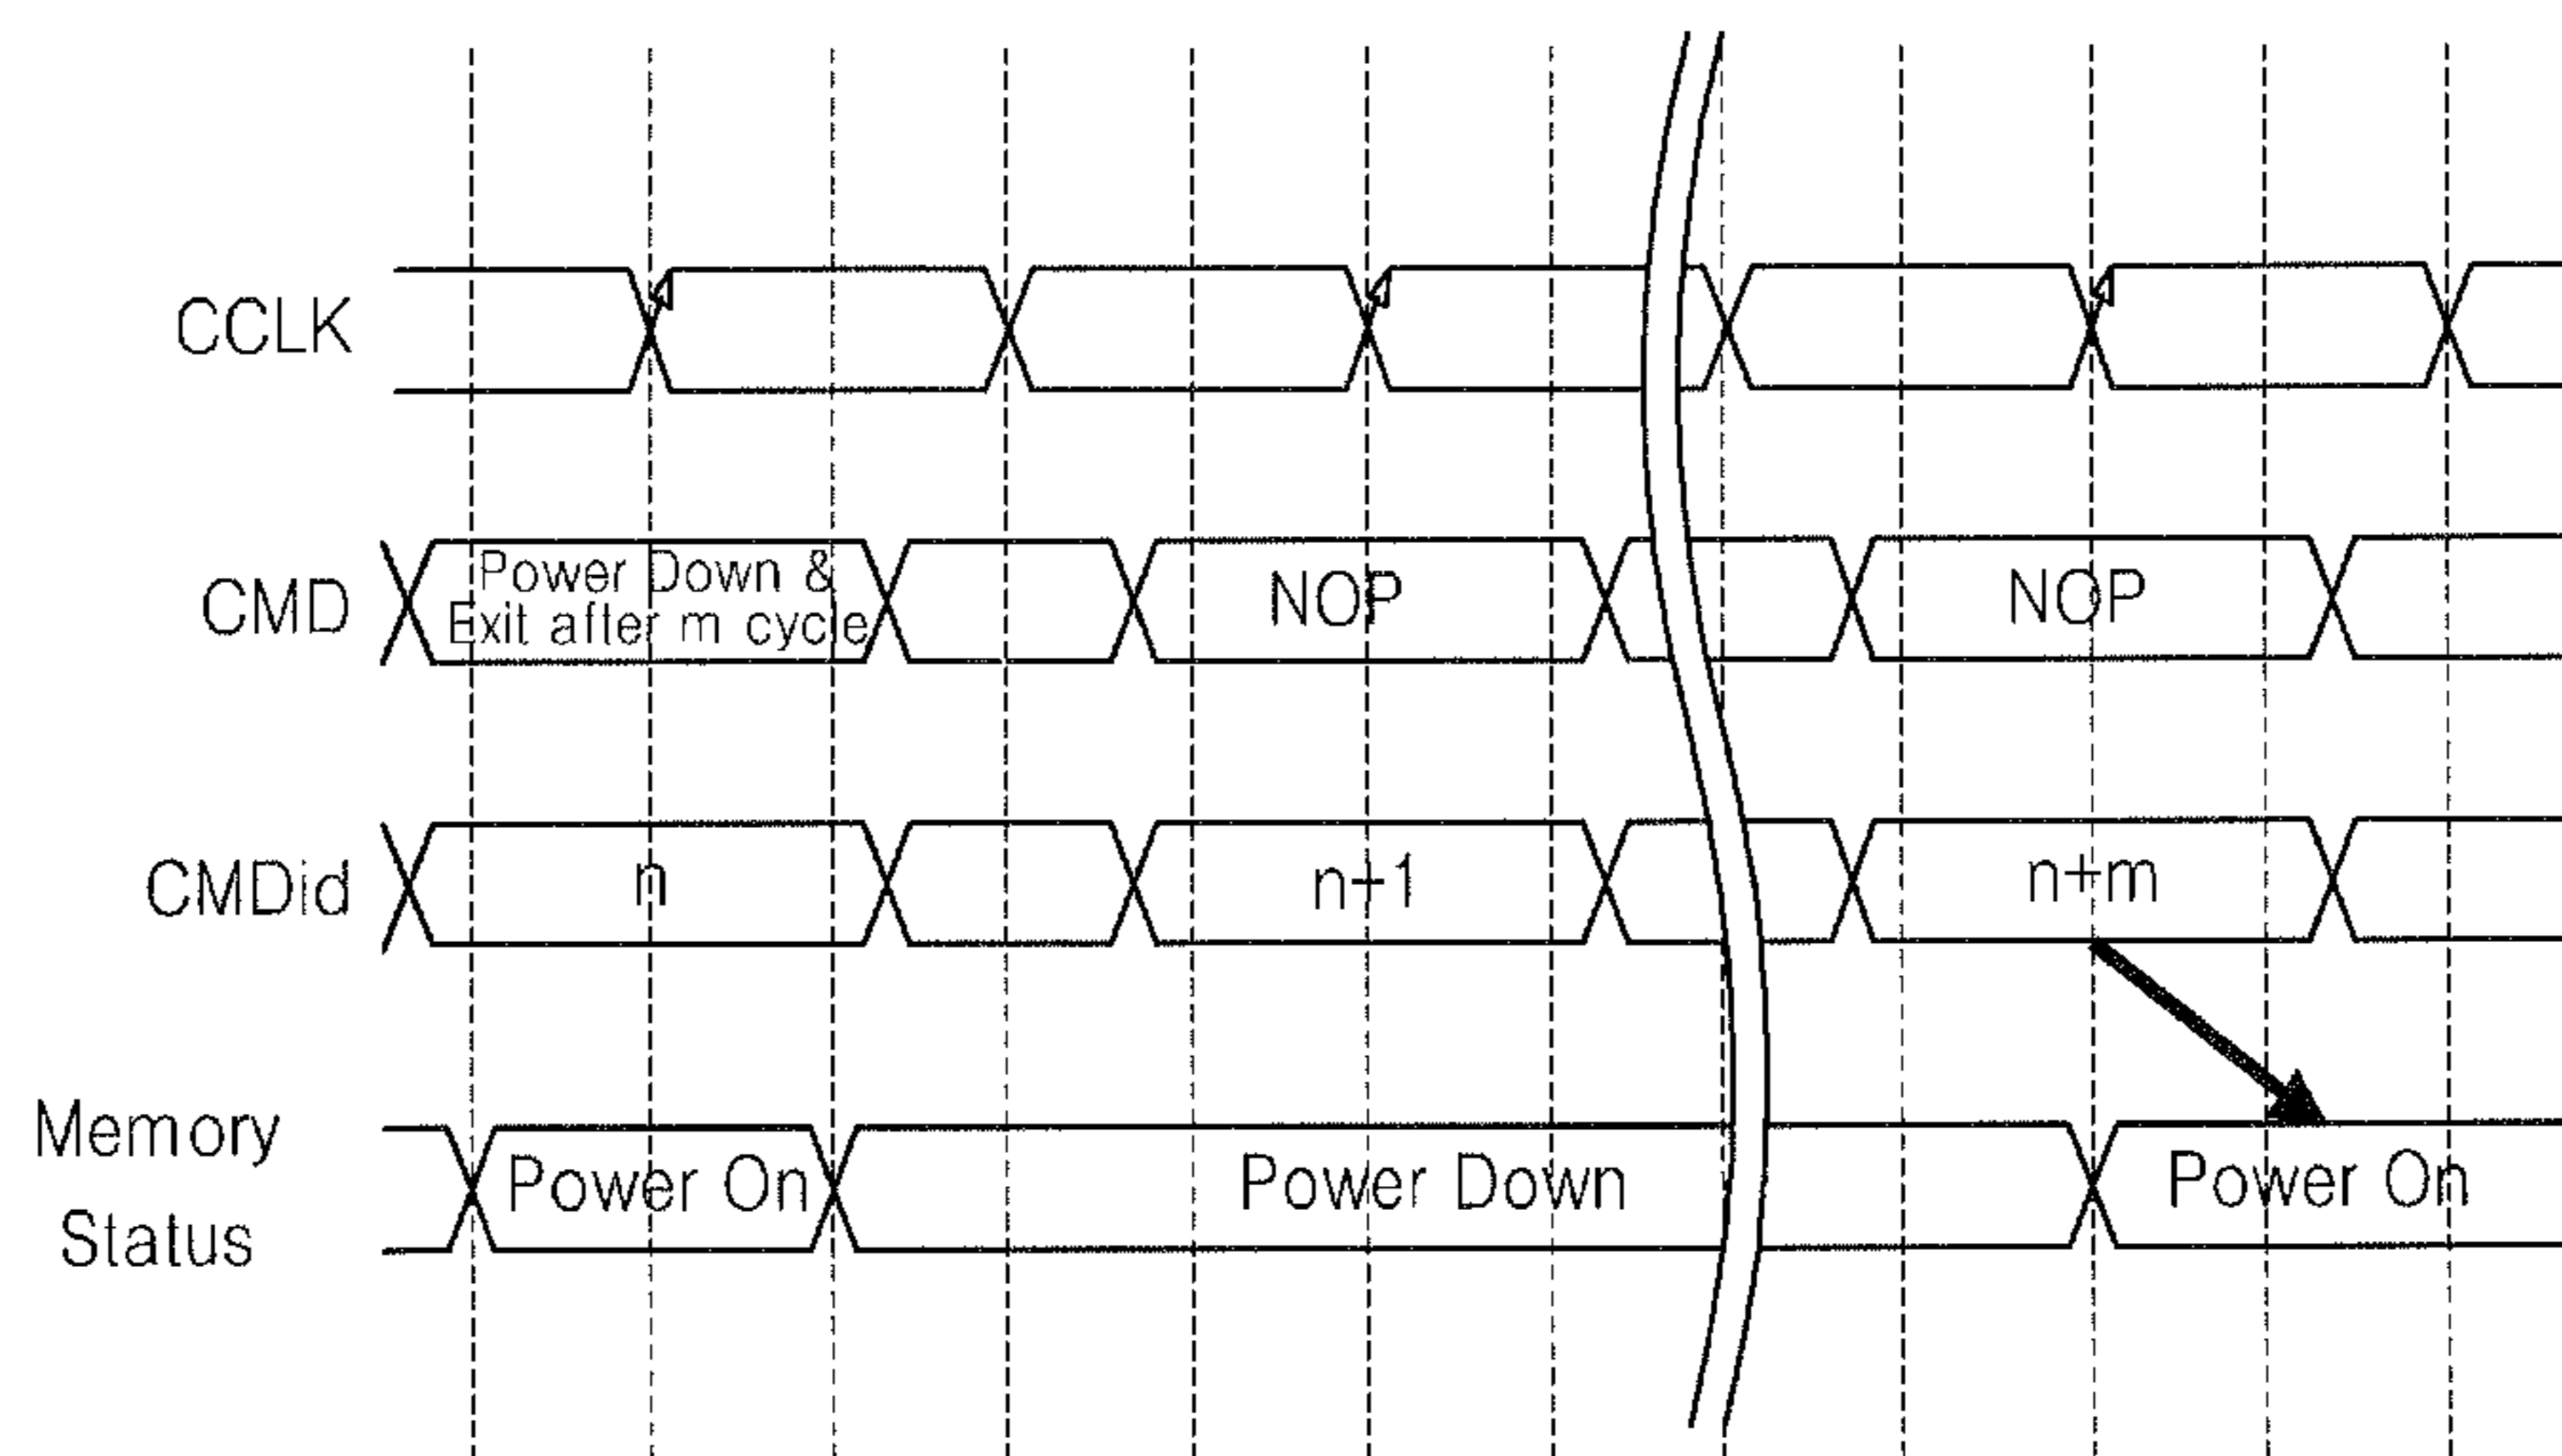 CCLK
CMD
Power Down &
Exit after m cycle
NOP
NOP
CMDid
n
n+1
n+m
Memory
Status
Power On
Power Down
Power On